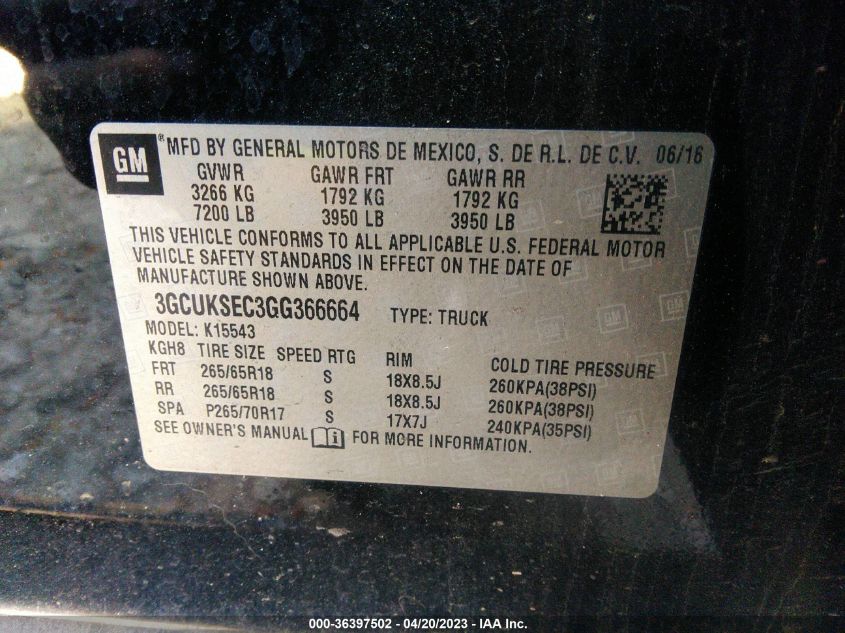 GM
® MFD BY GENERAL MOTORS DE MEXICO, S. DE R.L. DE C.V. 06/16
GVWR GAWR FRT GAWR RR
3266 KG 1792 KG 1792 KG
7200 LB 3950 LB 3950 LB
THIS VEHICLE CONFORMS TO ALL APPLICABLE U.S. FEDERAL MOTOR
VEHICLE SAFETY STANDARDS IN EFFECT ON THE DATE OF
MANUFACTURE SHOWN ABOVE.
3GCUKSEC3GG366664 TYPE: TRUCK
MODEL: K15543
KGH8 TIRE SIZE SPEED RTG RIM COLD TIRE PRESSURE
FRT 265/65R18 S 18X8.5J 260KPA(38PSI)
RR 265/65R18 S 18X8.5J 260KPA(38PSI)
SPA P265/70R17 S 17X7J 240KPA(35PSI)
SEE OWNER'S MANUAL FOR MORE INFORMATION.
000-36397502 - 04/20/2023 - IAA Inc.